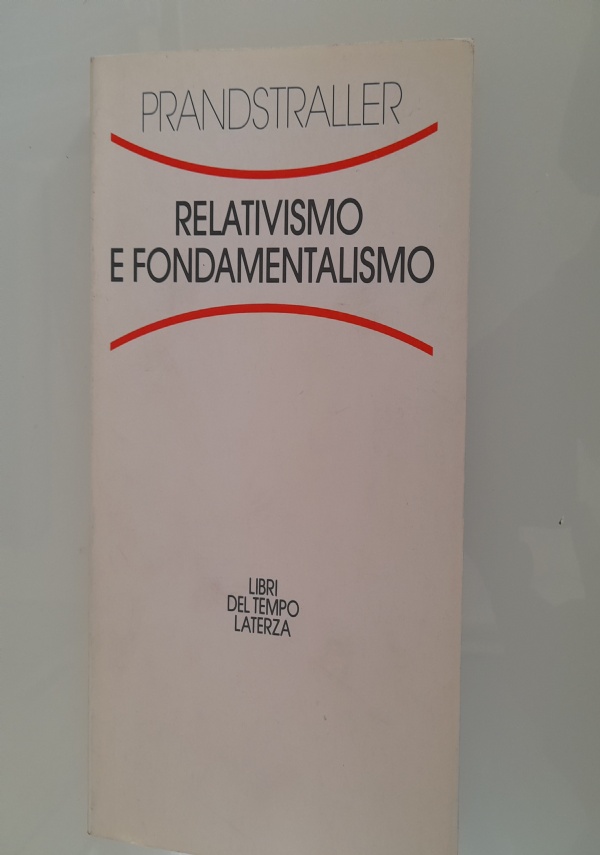 PRANDSTRALLER
RELATIVISMO
E FONDAMENTALISMO
LIBRI
DEL TEMPO
LATERZA